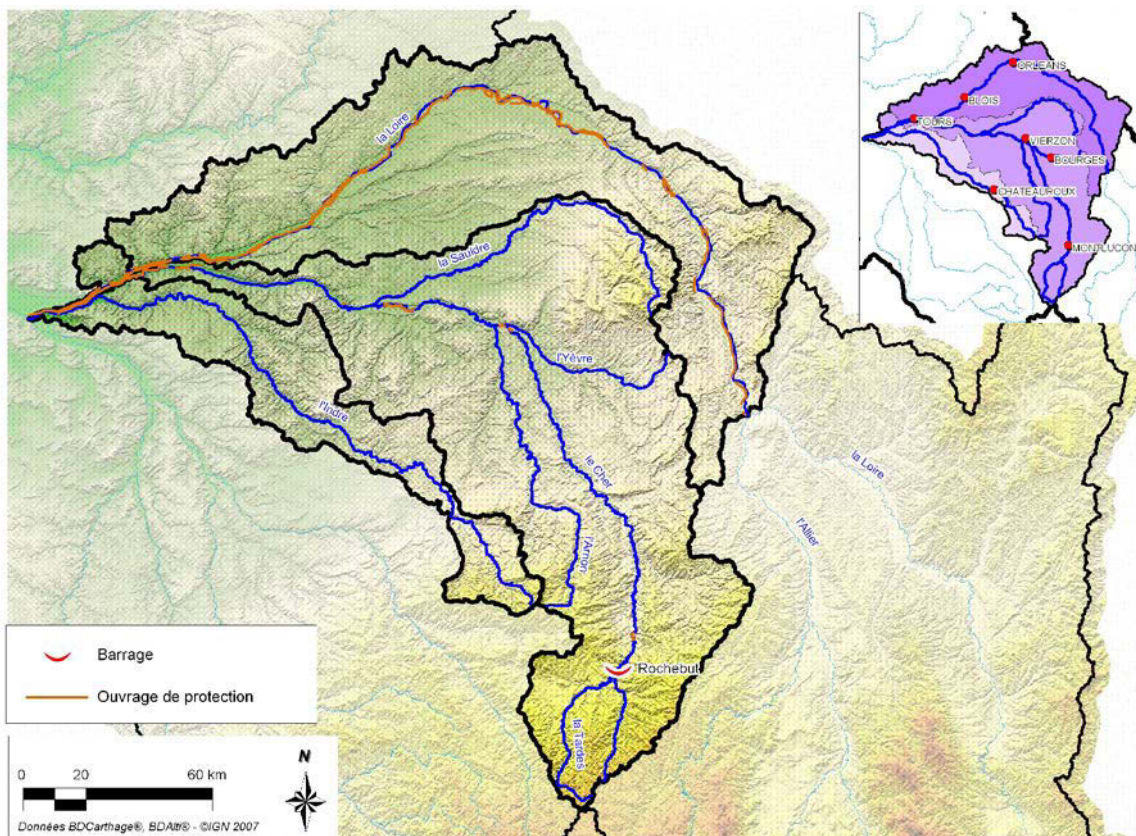 ORLEANS
BLOIS
TOURS
VIERZON
BOURGES
CHATEAUROUX
MONTLUCON
la Loire
la Sauldre
l'Yèvre
l'Indre
le Cher
la Loire
l'Allier
l'Arnon
Rochebut
la Tardes
Barrage
Ouvrage de protection
0 20 60 km
N
Données BDCarthage®, BDAlti® - ©IGN 2007